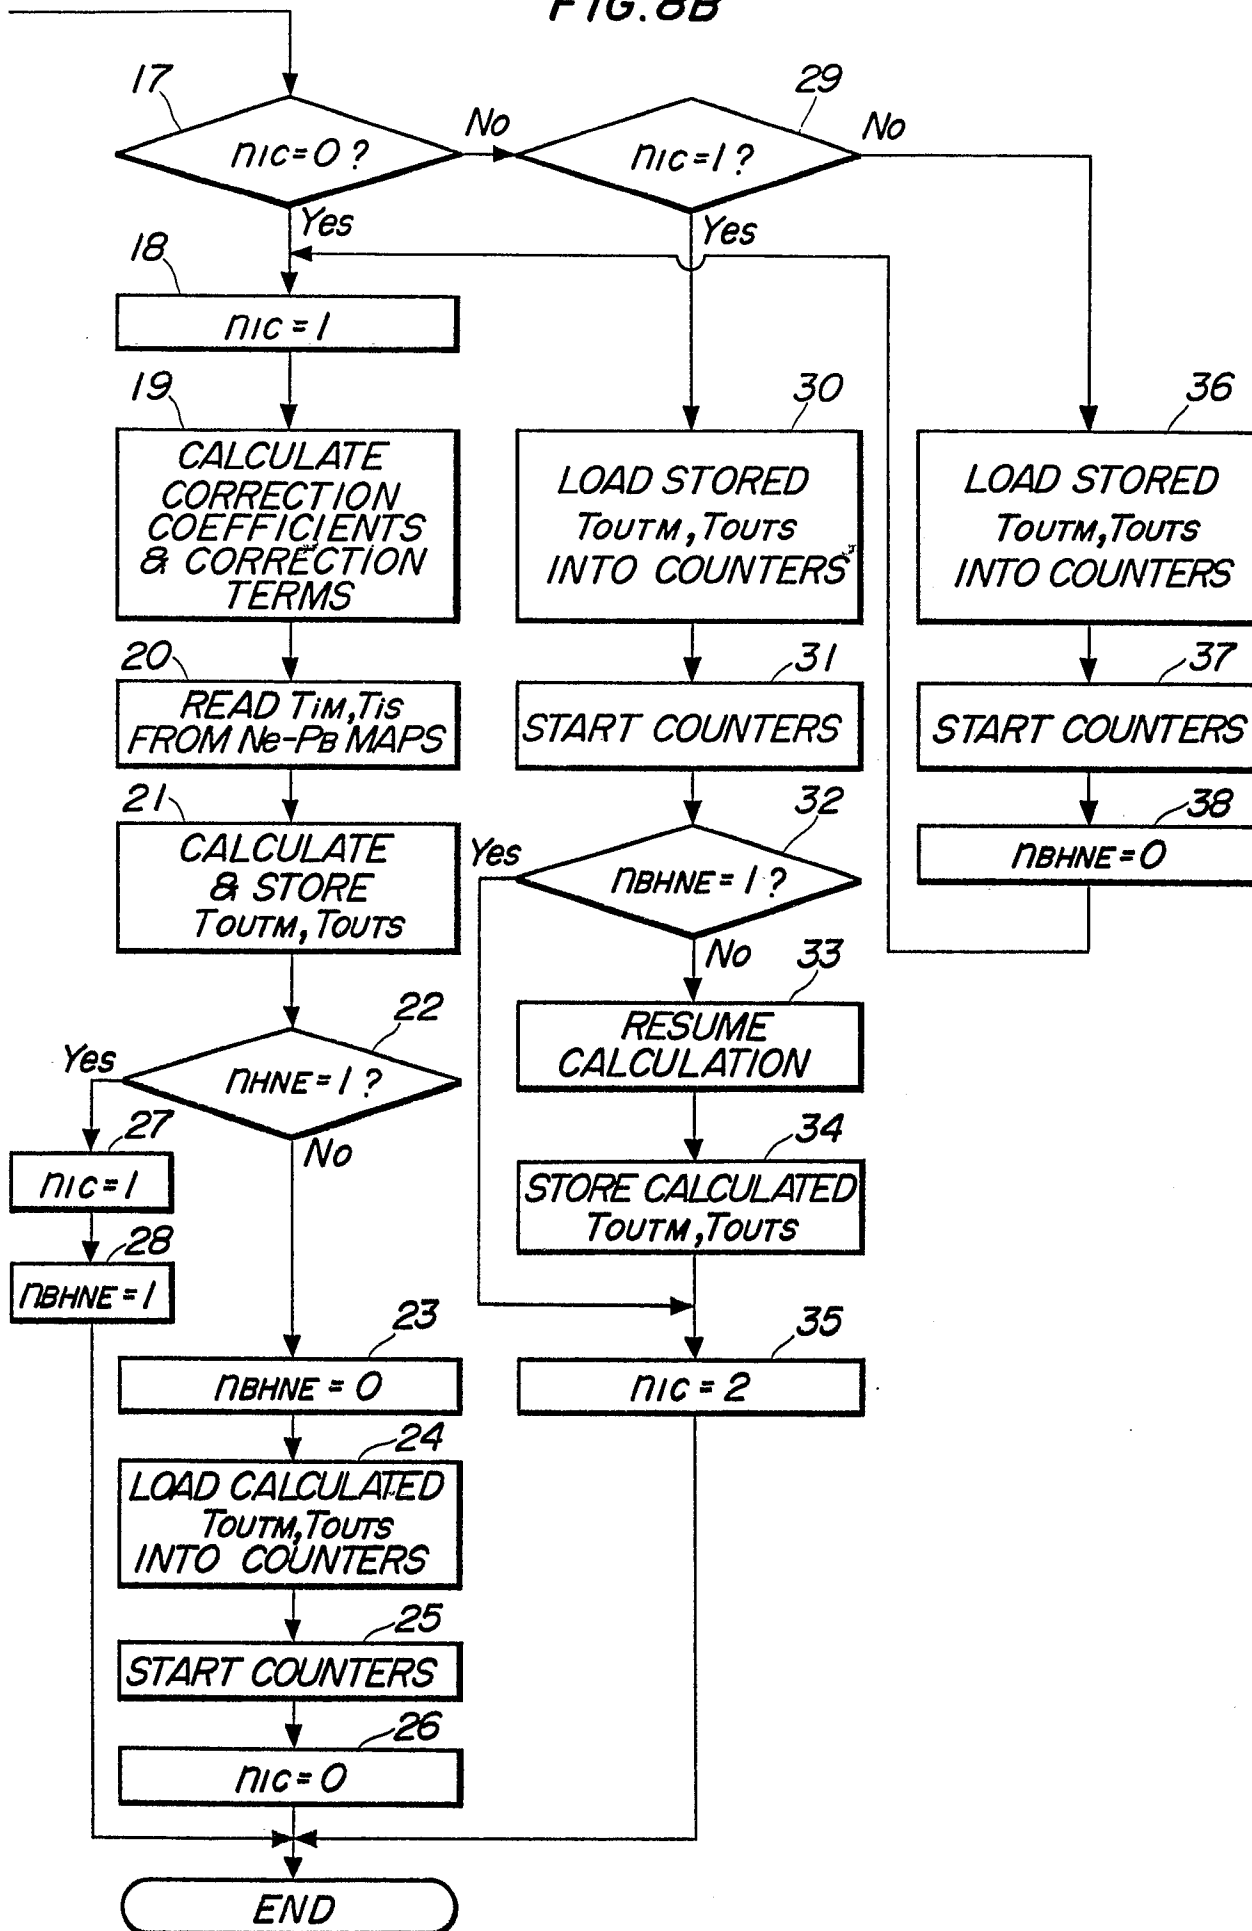 FIG. 8B
17
nIC=0?
No
29
nIC=1?
No
Yes
Yes
18
nIC=1
19
CALCULATE
CORRECTION
COEFFICIENTS
& CORRECTION
TERMS
30
LOAD STORED
TOUTM,TOUTS
INTO COUNTERS
36
LOAD STORED
TOUTM,TOUTS
INTO COUNTERS
20
READ TiM,TiS
FROM Ne-PB MAPS
31
START COUNTERS
37
START COUNTERS
21
CALCULATE
& STORE
TOUTM,TOUTS
32
Yes
nBHNE=1?
No
38
nBHNE=0
33
RESUME
CALCULATION
22
Yes
nHNE=1?
No
27
nIC=1
28
nBHNE=1
34
STORE CALCULATED
TOUTM,TOUTS
23
nBHNE=0
35
nIC=2
24
LOAD CALCULATED
TOUTM,TOUTS
INTO COUNTERS
25
START COUNTERS
26
nIC=0
END